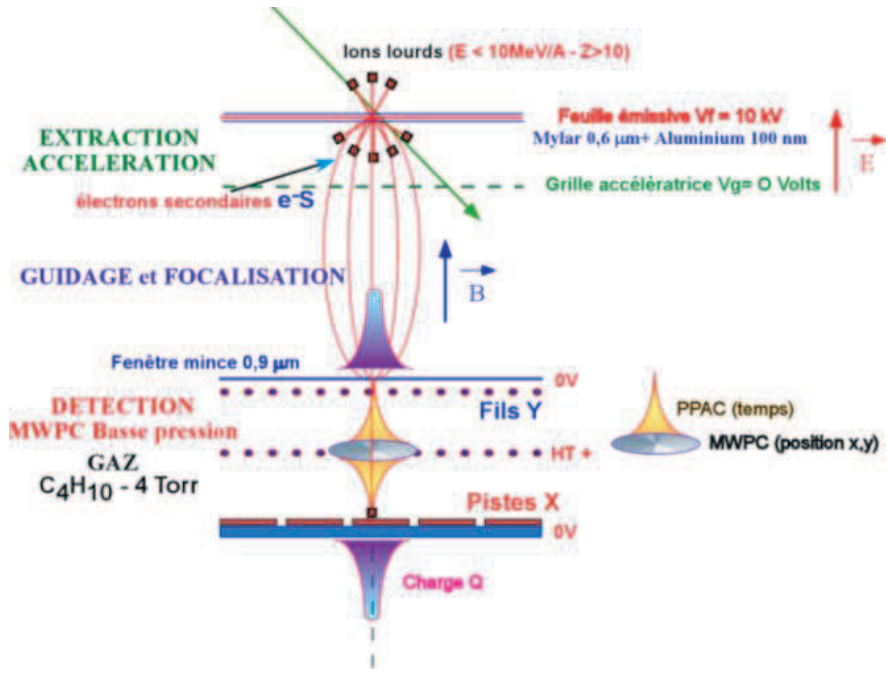 Ions lourds (E < 10MeV/A - Z>10)
Feuille émissive Vf = 10 kV
Mylar 0,6 µm+ Aluminium 100 nm
E
EXTRACTION
ACCELERATION
Grille accélèratrice Vg= O Volts
électrons secondaires e-S
GUIDAGE et FOCALISATION
B
Fenêtre mince 0,9 µm
0V
Fils Y
DETECTION
MWPC Basse pression
GAZ
C4H10 - 4 Torr
HT +
PPAC (temps)
MWPC (position x,y)
Pistes X
0V
Charge Q